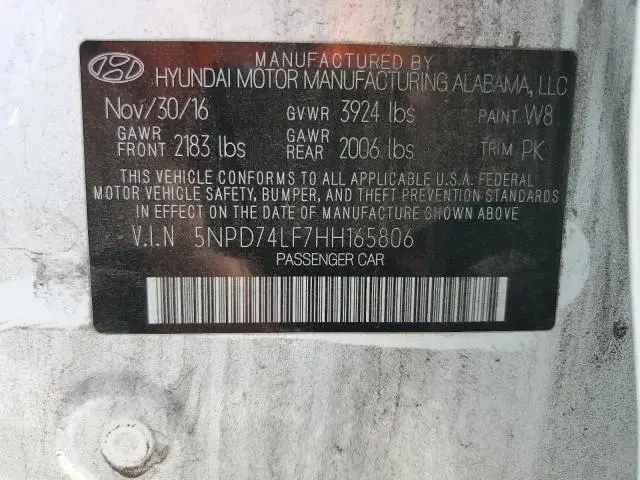 MANUFACTURED BY
HYUNDAI MOTOR MANUFACTURING ALABAMA, LLC
Nov/30/16 GVWR 3924 lbs PAINT W8
GAWR FRONT 2183 lbs GAWR REAR 2006 lbs TRIM PK
THIS VEHICLE CONFORMS TO ALL APPLICABLE U.S.A. FEDERAL
MOTOR VEHICLE SAFETY, BUMPER, AND THEFT PREVENTION STANDARDS
IN EFFECT ON THE DATE OF MANUFACTURE SHOWN ABOVE
V.I.N 5NPD74LF7HH165806
PASSENGER CAR